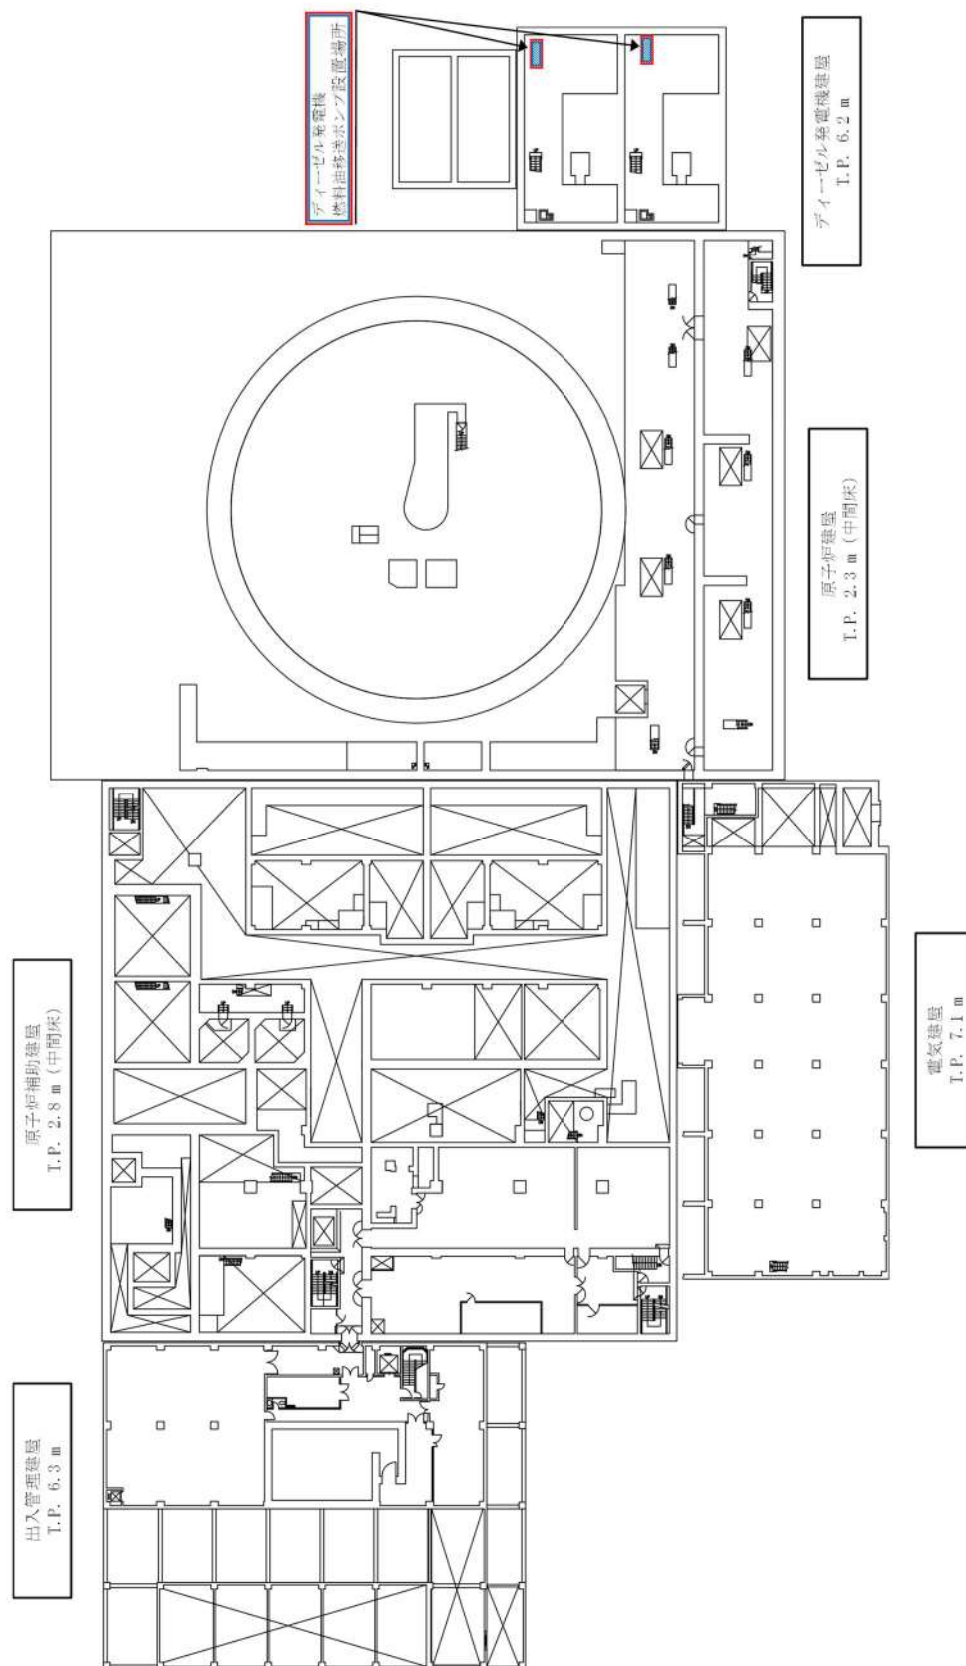 ディーゼル発電機
燃料油移送ポンプ設置場所
ディーゼル発電機建屋
T.P. 6.2 m
原子炉建屋
T.P. 2.3 m (中間床)
原子炉補助建屋
T.P. 2.8 m (中間床)
電気建屋
T.P. 7.1 m
出入管理建屋
T.P. 6.3 m